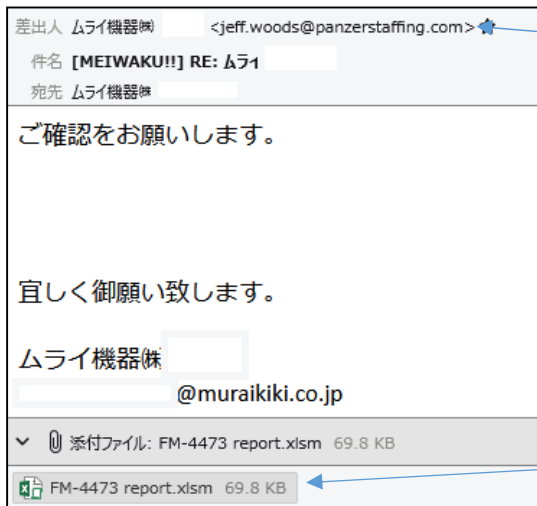 差出人 ムライ機器㈱ <jeff.woods@panzerstaffing.com>
件名 [MEIWAKU!!] RE: ムライ
宛先 ムライ機器㈱
ご確認をお願いします。
宜しく御願い致します。
ムライ機器㈱
@muraikiki.co.jp
添付ファイル: FM-4473 report.xlsm 69.8 KB
FM-4473 report.xlsm 69.8 KB